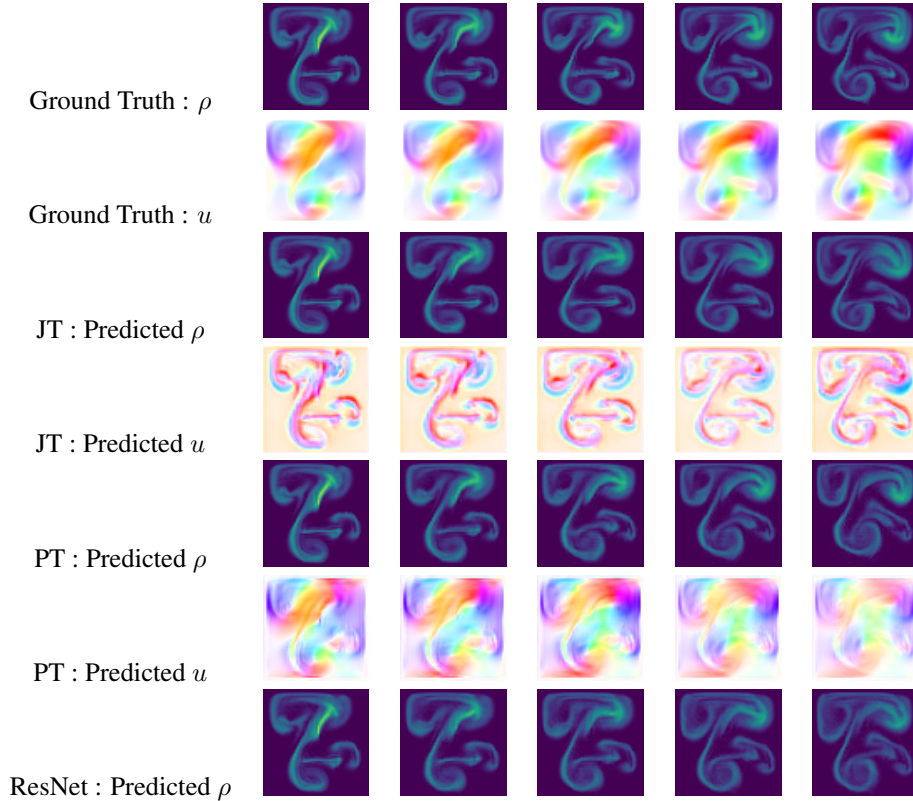 Ground Truth : ρ
Ground Truth : u
JT : Predicted ρ
JT : Predicted u
PT : Predicted ρ
PT : Predicted u
ResNet : Predicted ρ